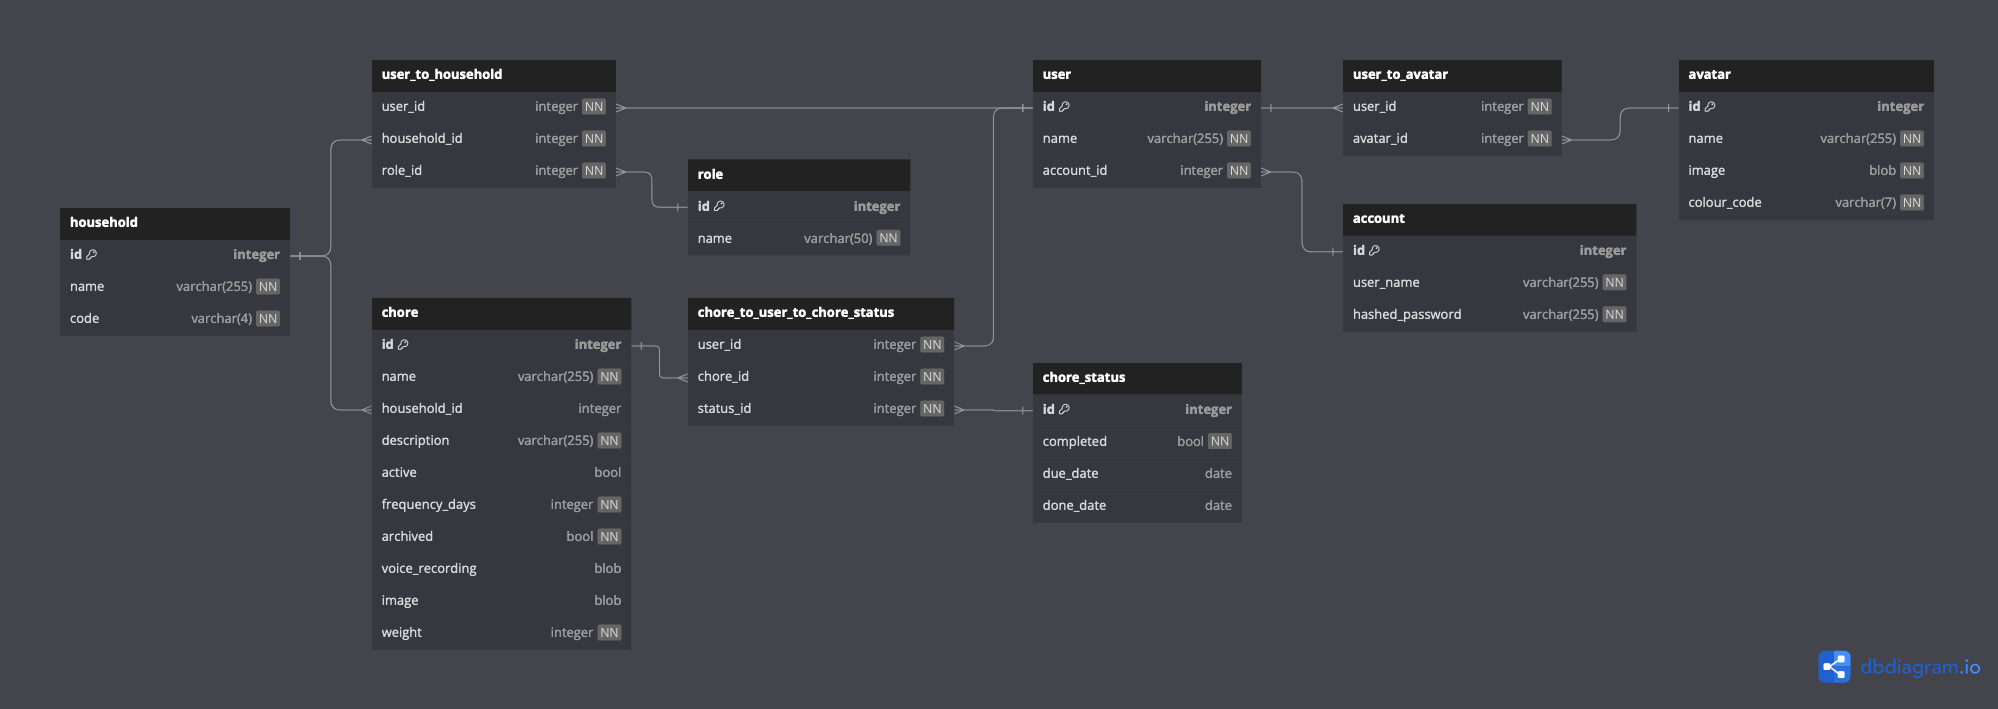 user_to_household
user_id integer NN
household_id integer NN
role_id integer NN
household
id integer
name varchar(255) NN
code varchar(4) NN
role
id integer
name varchar(50) NN
chore
id integer
name varchar(255) NN
household_id integer
description varchar(255) NN
active bool
frequency_days integer NN
archived bool NN
voice_recording blob
image blob
weight integer NN
chore_to_user_to_chore_status
user_id integer NN
chore_id integer NN
status_id integer NN
user
id integer
name varchar(255) NN
account_id integer NN
chore_status
id integer
completed bool NN
due_date date
done_date date
user_to_avatar
user_id integer NN
avatar_id integer NN
account
id integer
user_name varchar(255) NN
hashed_password varchar(255) NN
avatar
id integer
name varchar(255) NN
image blob NN
colour_code varchar(7) NN
dbdiagram.io